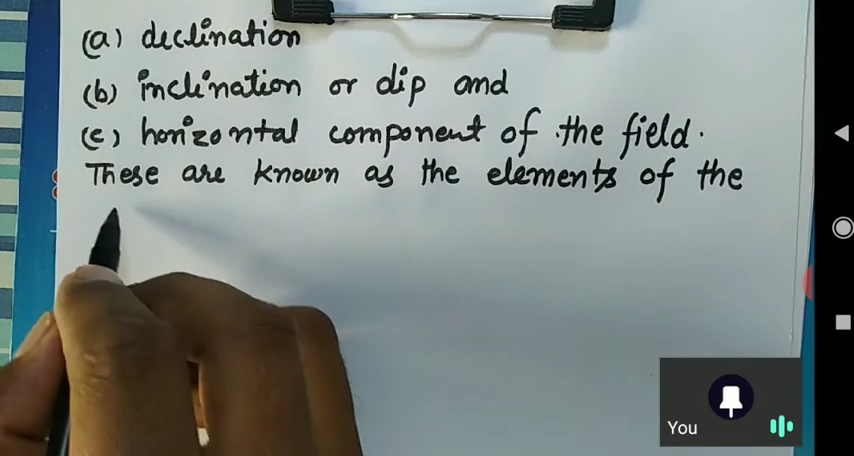 (a) declination
(b) inclination or dip and
(c) horizontal component of the field.
These are known as the elements of the
You